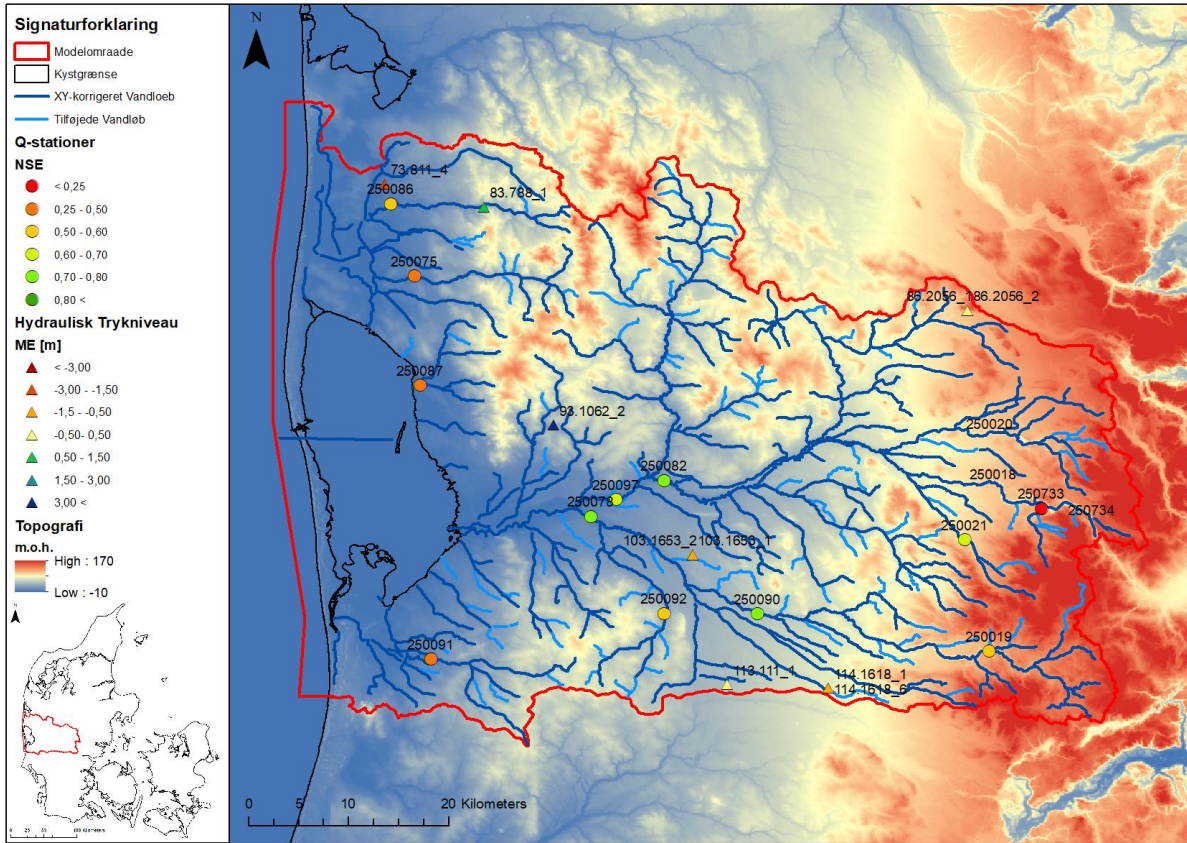 Signaturforklaring
Modelomraade
Kystgrænse
XY-korrigeret Vandloeb
Tilføjede Vandløb
Q-stationer
NSE
< 0,25
0,25 - 0,50
0,50 - 0,60
0,60 - 0,70
0,70 - 0,80
0,80 <
Hydraulisk Trykniveau
ME [m]
< -3,00
-3,00 - -1,50
-1,5 - -0,50
-0,50- 0,50
0,50 - 1,50
1,50 - 3,00
3,00 <
Topografi
m.o.h.
High : 170
Low : -10
N
0 25 50 100 Kilometers
N
73.811_4
250086
83.788_1
250075
86.2056_186.2056_2
250087
93.1062_2
250020
250082
250018
250097
250733
250078
250734
250021
103.1653_2103.1653_1
250092
250090
250091
250019
113.111_1
114.1618_1
114.1618_6
0 5 10 20 Kilometers